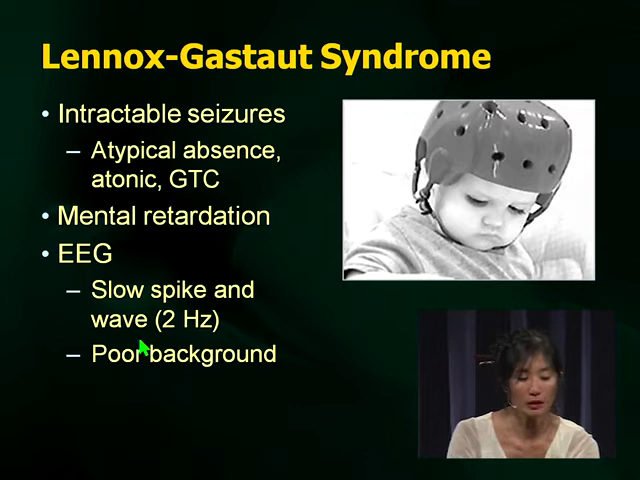 Lennox-Gastaut Syndrome
• Intractable seizures
– Atypical absence,
atonic, GTC
• Mental retardation
• EEG
– Slow spike and
wave (2 Hz)
– Poor background